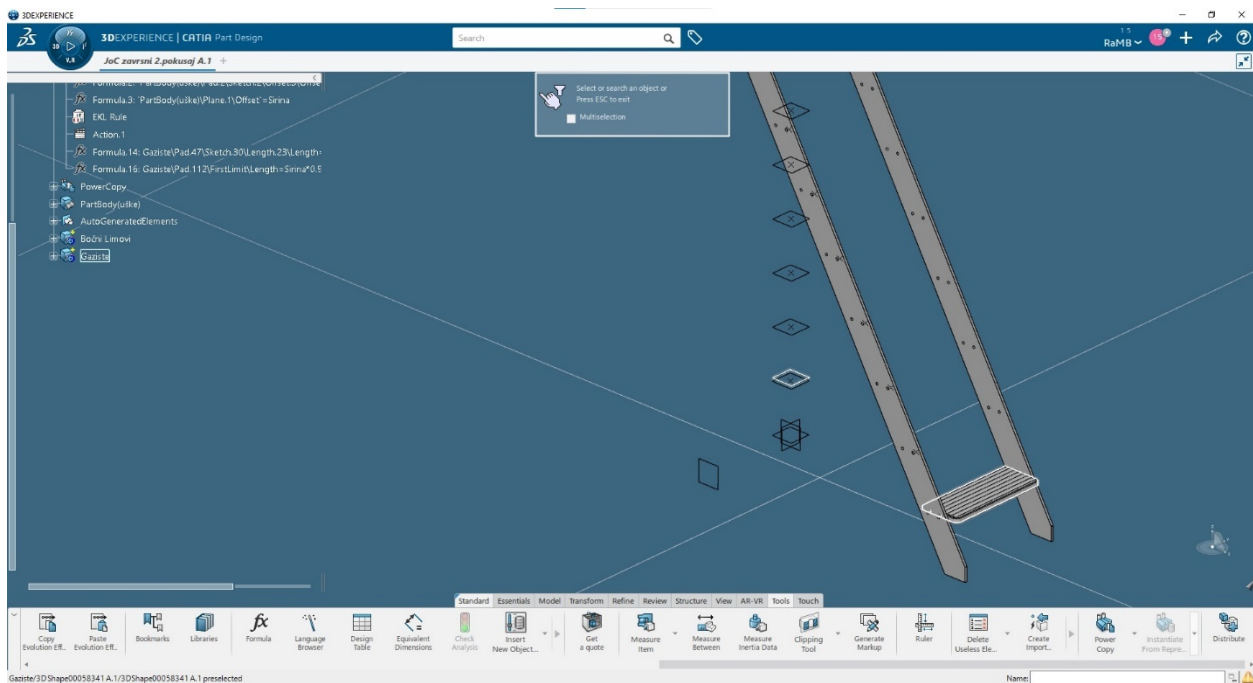 3DEXPERIENCE
3DEXPERIENCE | CATIA Part Design
Search
RaMB
V.R
JoC zavrsni 2.pokusaj A.1
Select or search an object or
Press ESC to exit
Multiselection
Formula.3: `PartBody(uške)\Plane.1\Offset`=Sirina
EKL Rule
Action.1
Formula.14: Gaziste\Pad.47\Sketch.30\Length.23\Length=
Formula.16: Gaziste\Pad.112\FirstLimit\Length=Sirina*0.5
PowerCopy
PartBody(uške)
AutoGeneratedElements
Bočni Limovi
Gaziste
Standard Essentials Model Transform Refine Review Structure View AR-VR Tools Touch
Copy Evolution Eff... Paste Evolution Eff... Bookmarks Libraries Formula Language Browser Design Table Equivalent Dimensions Check Analysis Insert New Object... Get a quote Measure Item Measure Between Measure Inertia Data Clipping Tool Generate Markup Ruler Delete Useless Ele... Create Import... Power Copy Instantiate From Repre... Distribute
Gaziste/3D Shape00058341 A.1/3DShape00058341 A.1 preselected
Name: